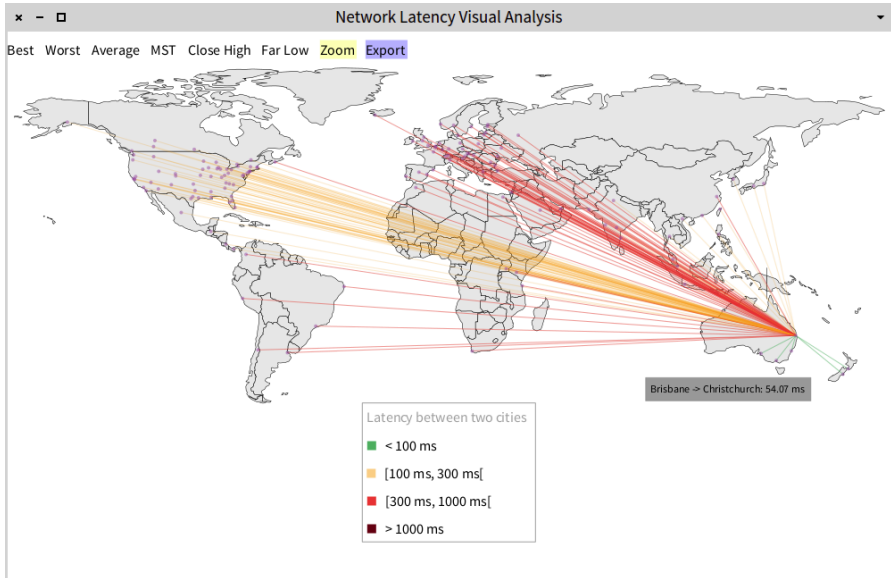 Network Latency Visual Analysis
Best Worst Average MST Close High Far Low Zoom Export
Brisbane -> Christchurch: 54.07 ms
Latency between two cities
< 100 ms
[100 ms, 300 ms[
[300 ms, 1000 ms[
> 1000 ms